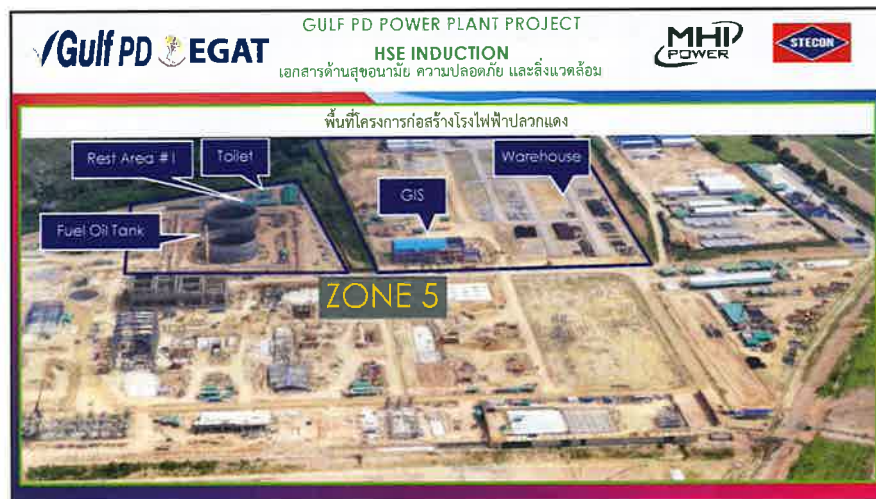 Gulf PD
EGAT
GULF PD POWER PLANT PROJECT
HSE INDUCTION
เอกสารด้านสุขอนามัย ความปลอดภัย และสิ่งแวดล้อม
MHI
POWER
STECON
พื้นที่โครงการก่อสร้างโรงไฟฟ้าปลวกแดง
Rest Area #1
Toilet
Warehouse
GIS
Fuel Oil Tank
ZONE 5